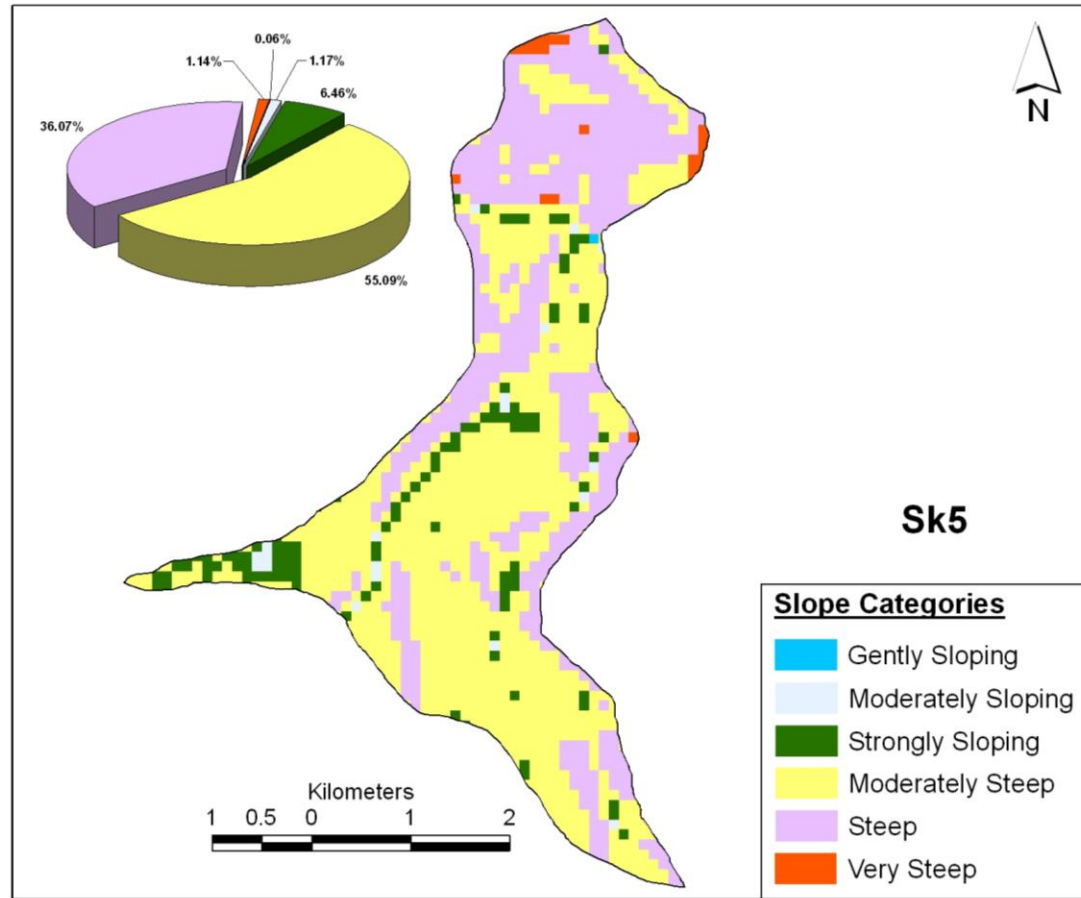 0.06%
1.14%
1.17%
6.46%
36.07%
55.09%
N
Sk5
Slope Categories
Gently Sloping
Moderately Sloping
Strongly Sloping
Moderately Steep
Steep
Very Steep
Kilometers
1 0.5 0 1 2